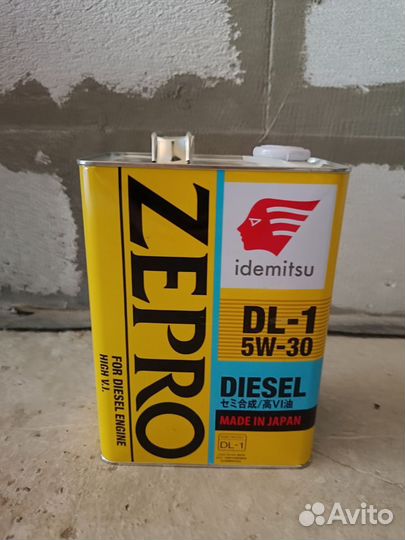 ZEPRO
FOR DIESEL ENGINE
HIGH V.I.
idemitsu
DL-1
5W-30
DIESEL
セミ合成/高VI油
MADE IN JAPAN
DL-1
Avito